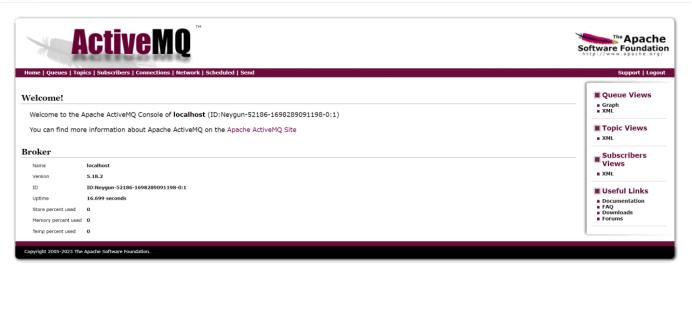 ActiveMQ
TM
The Apache
Software Foundation
http://www.apache.org/
Home | Queues | Topics | Subscribers | Connections | Network | Scheduled | Send
Support | Logout
Welcome!
Welcome to the Apache ActiveMQ Console of localhost (ID:Neygun-52186-1698289091198-0:1)
You can find more information about Apache ActiveMQ on the Apache ActiveMQ Site
Broker
Name localhost
Version 5.18.2
ID ID:Neygun-52186-1698289091198-0:1
Uptime 16.699 seconds
Store percent used 0
Memory percent used 0
Temp percent used 0
Queue Views
Graph
XML
Topic Views
XML
Subscribers
Views
XML
Useful Links
Documentation
FAQ
Downloads
Forums
Copyright 2005-2023 The Apache Software Foundation.